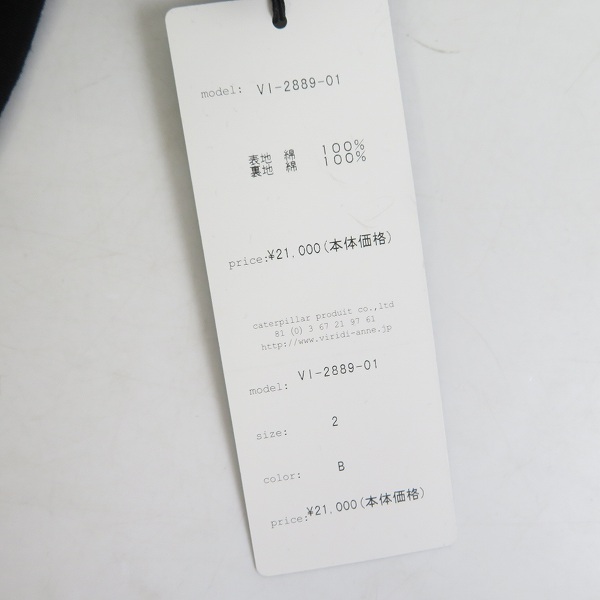 model: VI-2889-01
表地 綿 100%
裏地 綿 100%
price:¥21,000(本体価格)
caterpillar produit co.,ltd
81 (0) 3 67 21 97 61
http://www.viridi-anne.jp
model: VI-2889-01
size: 2
color: B
price:¥21,000(本体価格)